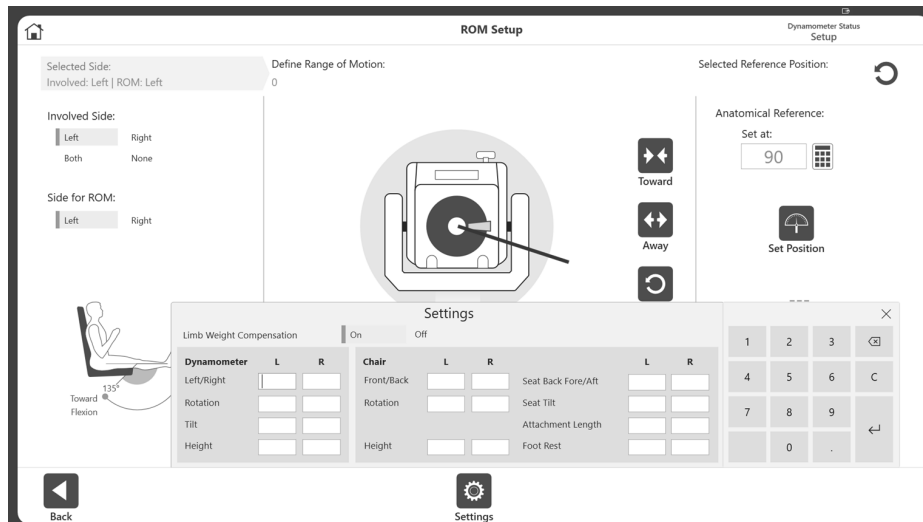 ROM Setup
Dynamometer Status
Setup
Selected Side:
Involved: Left | ROM: Left
Define Range of Motion:
0
Selected Reference Position:
Involved Side:
Left Right
Both None
Side for ROM:
Left Right
Toward
Away
Anatomical Reference:
Set at:
90
Set Position
135°
Toward
Flexion
Settings
Limb Weight Compensation On Off
Dynamometer L R
Left/Right
Rotation
Tilt
Height
Chair L R
Front/Back
Rotation
Height
L R
Seat Back Fore/Aft
Seat Tilt
Attachment Length
Foot Rest
1 2 3
4 5 6 C
7 8 9
0 .
Back
Settings